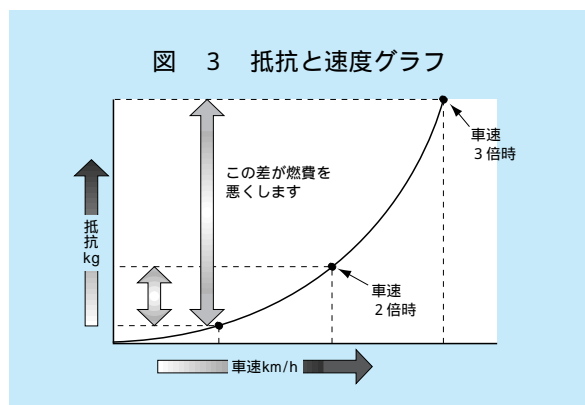 図 3 抵抗と速度グラフ
車速
3倍時
この差が燃費を
悪くします
抵抗kg
車速
2倍時
車速km/h